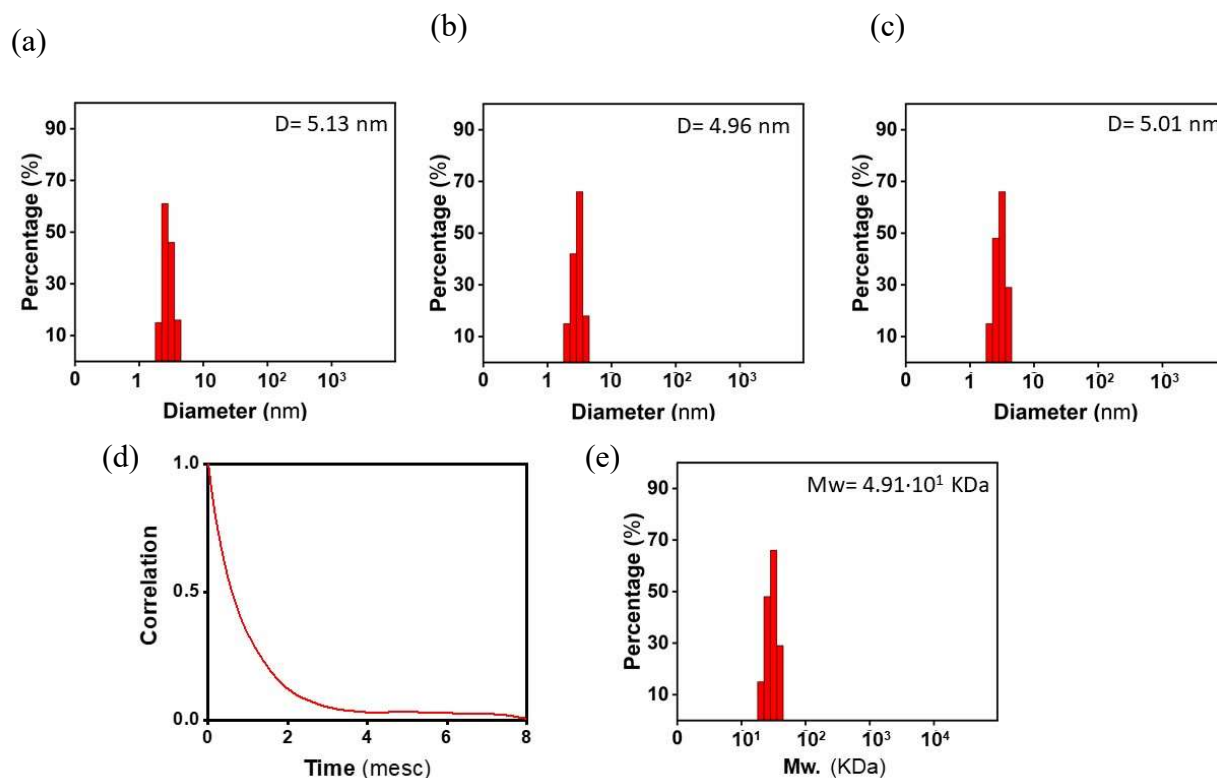 (a)
(b)
(c)
D= 5.13 nm
90
70
50
30
10
Percentage (%)
0 1 10 10² 10³
Diameter (nm)
D= 4.96 nm
90
70
50
30
10
Percentage (%)
0 1 10 10² 10³
Diameter (nm)
D= 5.01 nm
90
70
50
30
10
Percentage (%)
0 1 10 10² 10³
Diameter (nm)
(d)
1.0
0.5
0.0
Correlation
0 2 4 6 8
Time (mesc)
(e)
Mw= 4.91·10¹ KDa
90
70
50
30
10
Percentage (%)
0 10¹ 10² 10³ 10⁴
Mw. (KDa)